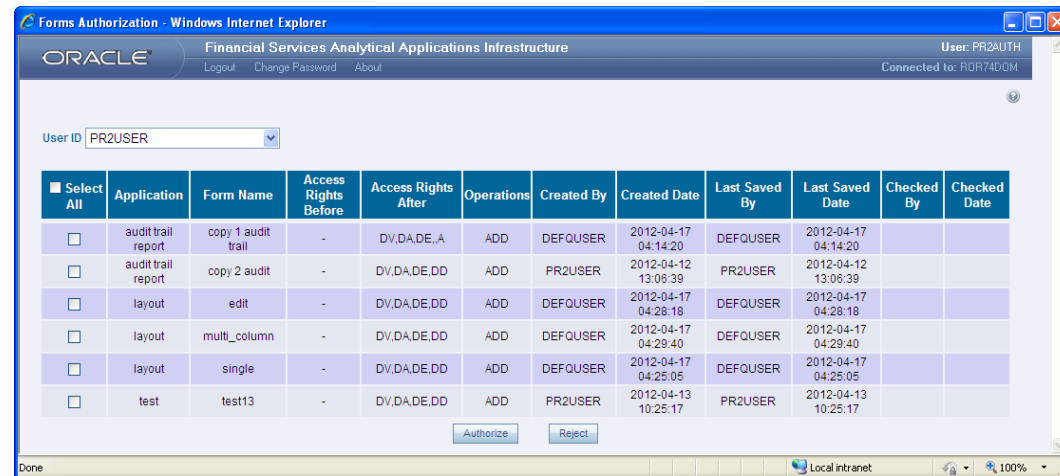 Forms Authorization - Windows Internet Explorer
ORACLE
Financial Services Analytical Applications Infrastructure
User: PR2AUTH
Logout Change Password About
Connected to: ROR74DOM
User ID PR2USER
Select All Application Form Name Access Rights Before Access Rights After Operations Created By Created Date Last Saved By Last Saved Date Checked By Checked Date
audit trail report copy 1 audit trail - DV,DA,DE,,A ADD DEFQUSER 2012-04-17 04:14:20 DEFQUSER 2012-04-17 04:14:20
audit trail report copy 2 audit - DV,DA,DE,DD ADD PR2USER 2012-04-12 13:06:39 PR2USER 2012-04-12 13:06:39
layout edit - DV,DA,DE,DD ADD DEFQUSER 2012-04-17 04:28:18 DEFQUSER 2012-04-17 04:28:18
layout multi_column - DV,DA,DE,DD ADD DEFQUSER 2012-04-17 04:29:40 DEFQUSER 2012-04-17 04:29:40
layout single - DV,DA,DE,DD ADD DEFQUSER 2012-04-17 04:25:05 DEFQUSER 2012-04-17 04:25:05
test test13 - DV,DA,DE,DD ADD PR2USER 2012-04-13 10:25:17 PR2USER 2012-04-13 10:25:17
Authorize Reject
Done Local intranet 100%